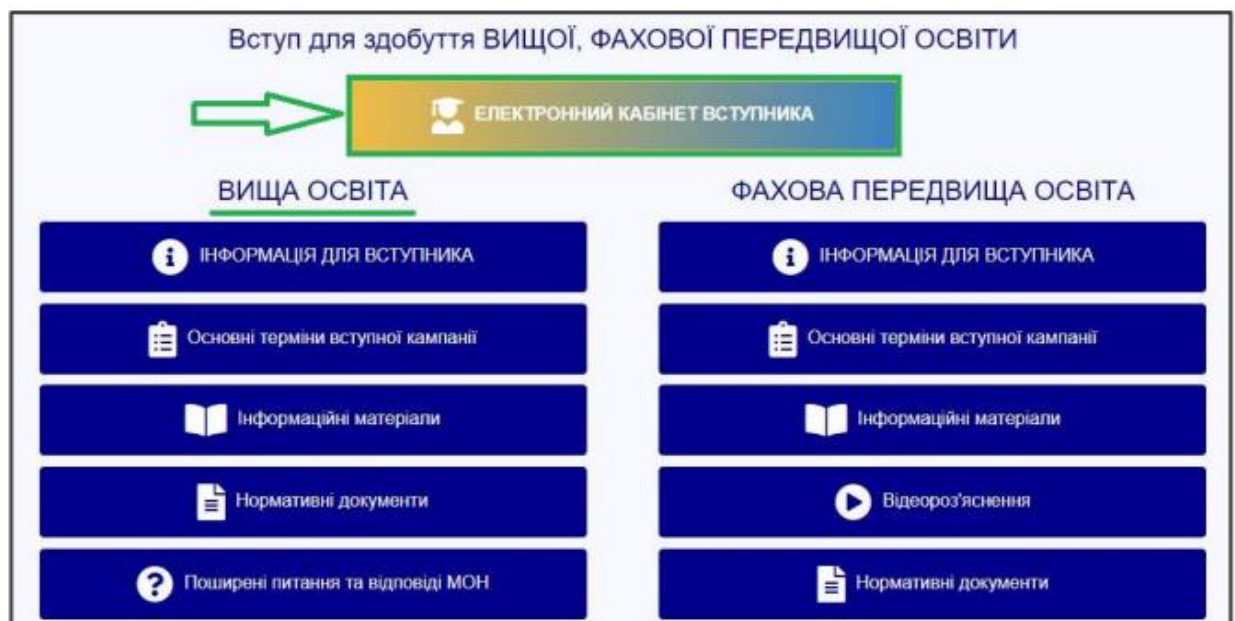 Вступ для здобуття ВИЩОЇ, ФАХОВОЇ ПЕРЕДВИЩОЇ ОСВІТИ
ЕЛЕКТРОННИЙ КАБІНЕТ ВСТУПНИКА
ВИЩА ОСВІТА
ІНФОРМАЦІЯ ДЛЯ ВСТУПНИКА
Основні терміни вступної кампанії
Інформаційні матеріали
Нормативні документи
Поширені питання та відповіді МОН
ФАХОВА ПЕРЕДВИЩА ОСВІТА
ІНФОРМАЦІЯ ДЛЯ ВСТУПНИКА
Основні терміни вступної кампанії
Інформаційні матеріали
Відеороз'яснення
Нормативні документи